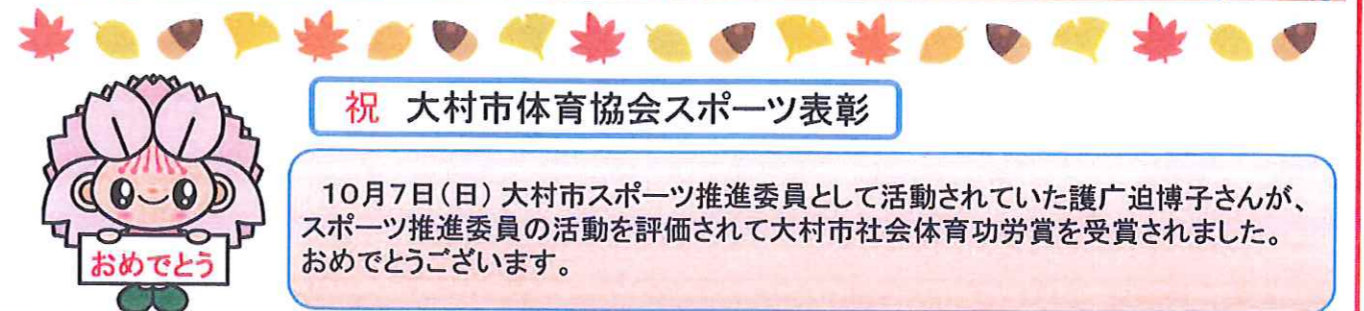 祝 大村市体育協会スポーツ表彰
10月7日(日) 大村市スポーツ推進委員として活動されていた護广迫博子さんが、
スポーツ推進委員の活動を評価されて大村市社会体育功労賞を受賞されました。
おめでとうございます。
おめでとう